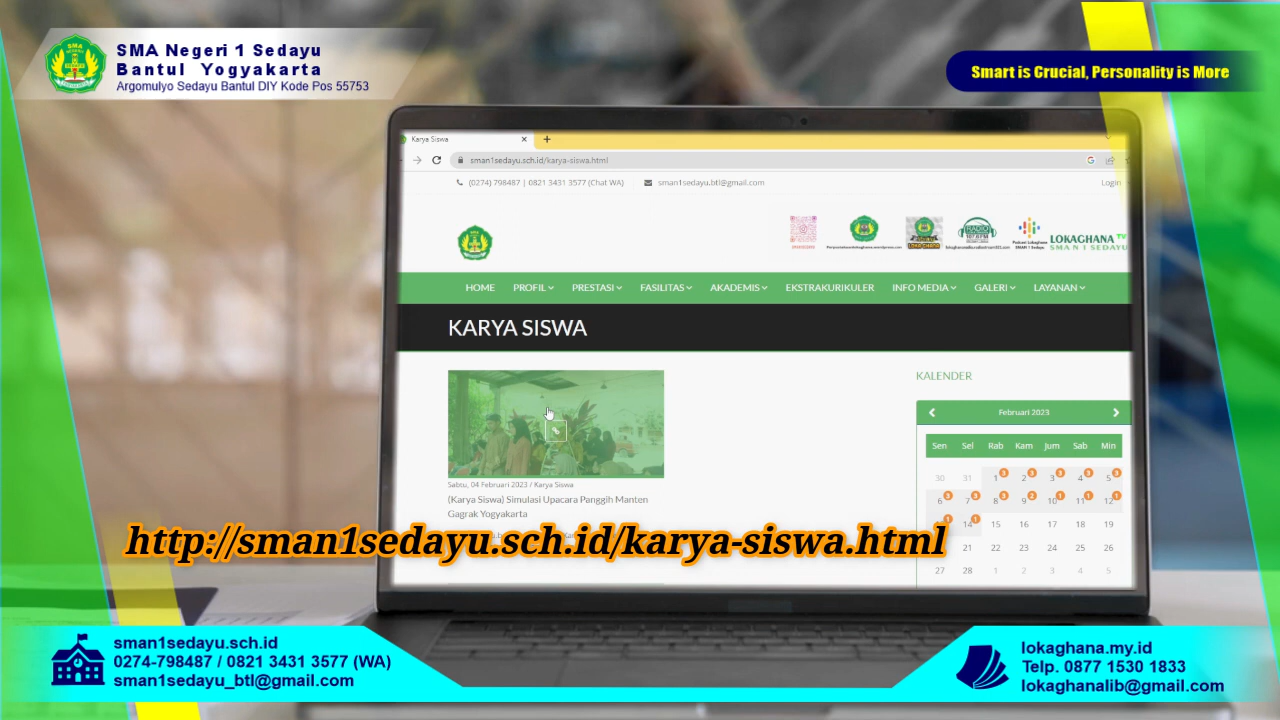 SMA Negeri 1 Sedayu
Bantul Yogyakarta
Argomulyo Sedayu Bantul DIY Kode Pos 55753
Smart is Crucial, Personality is More
Karya Siswa
sman1sedayu.sch.id/karya-siswa.html
(0274) 798487 | 0821 3431 3577 (Chat WA)
sman1sedayu.btl@gmail.com
Login
LOKAGHANA TV
SMA N 1 SEDAYU
HOME PROFIL PRESTASI FASILITAS AKADEMIS EKSTRAKURIKULER INFO MEDIA GALERI LAYANAN
KARYA SISWA
KALENDER
Februari 2023
Sen Sel Rab Kam Jum Sab Min
30 31 1 2 3 4 5
6 7 8 9 10 11 12
14 15 16 17 18 19
21 22 23 24 25 26
27 28 1 2 3 4 5
Sabtu, 04 Februari 2023 / Karya Siswa
(Karya Siswa) Simulasi Upacara Panggih Manten
Gagrak Yogyakarta
http://sman1sedayu.sch.id/karya-siswa.html
sman1sedayu.sch.id
0274-798487 / 0821 3431 3577 (WA)
sman1sedayu_btl@gmail.com
lokaghana.my.id
Telp. 0877 1530 1833
lokaghanalib@gmail.com